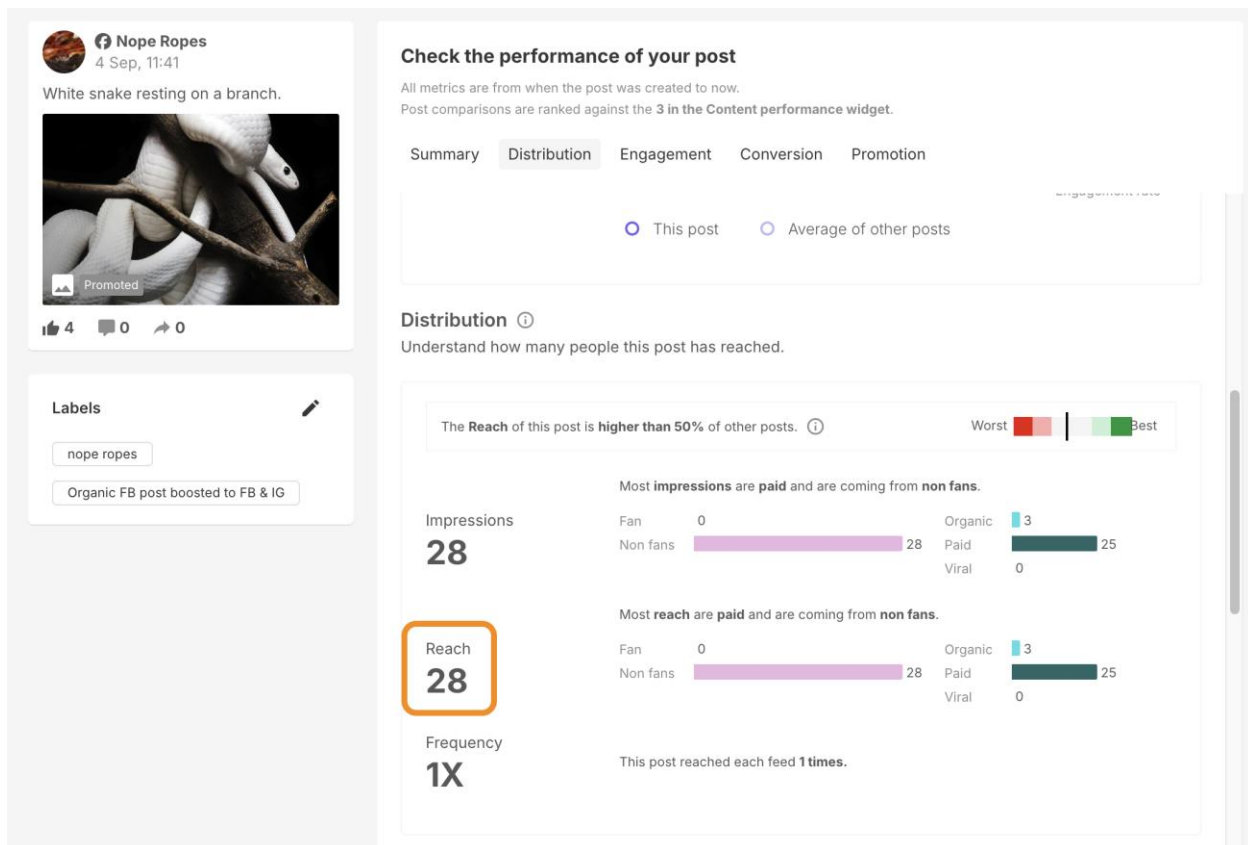 Nope Ropes
4 Sep, 11:41
White snake resting on a branch.
Promoted
4 0 0
Labels
nope ropes
Organic FB post boosted to FB & IG
Check the performance of your post
All metrics are from when the post was created to now.
Post comparisons are ranked against the 3 in the Content performance widget.
Summary Distribution Engagement Conversion Promotion
This post Average of other posts
Distribution
Understand how many people this post has reached.
The Reach of this post is higher than 50% of other posts. Worst Best
Most impressions are paid and are coming from non fans.
Impressions
28
Fan 0
Non fans 28
Organic 3
Paid 25
Viral 0
Most reach are paid and are coming from non fans.
Reach
28
Fan 0
Non fans 28
Organic 3
Paid 25
Viral 0
Frequency
1X
This post reached each feed 1 times.